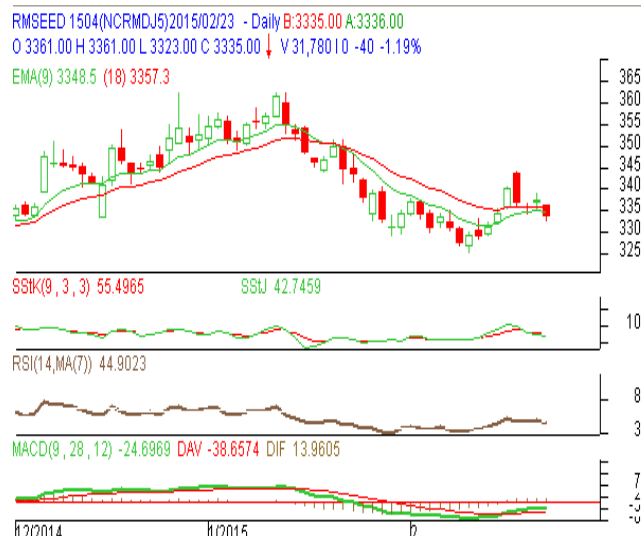 RMSEED 1504(NCRMDJ5)2015/02/23 - Daily B:3335.00 A:3336.00
O 3361.00 H 3361.00 L 3323.00 C 3335.00 V 31,780 I 0 -40 -1.19%
EMA(9) 3348.5 (18) 3357.3
365
360
355
350
345
340
335
330
325
SStK(9,3,3) 55.4965 SStJ 42.7459
10
RSI(14,MA(7)) 44.9023
8
3
MACD(9,28,12) -24.6969 DAV -38.6574 DIF 13.9605
7
12/2014 1/2015 2